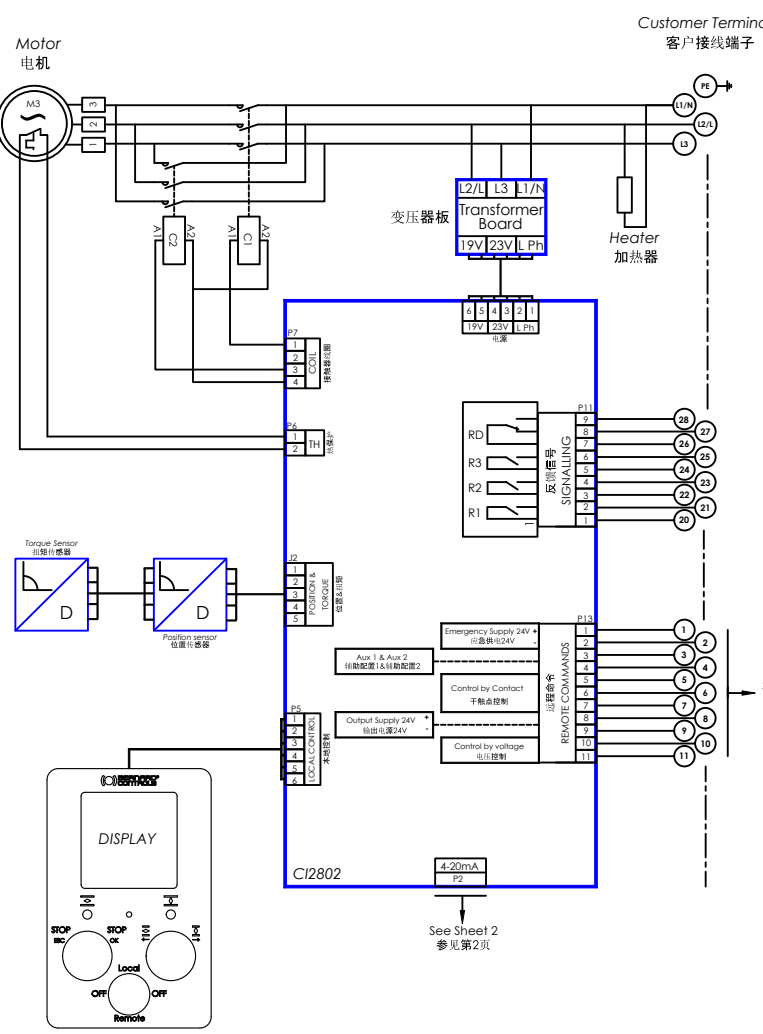 Customer Termin
客户接线端子
Motor
电机
M3
3
2
1
PE
L1/N
L2/L
L3
A1
C2
A2
A1
C1
A2
变压器板
L2/L L3 L1/N
Transformer
Board
19V 23V L Ph
Heater
加热器
6 5 4 3 2 1
19V 23V L Ph
电源
P7
1
2
3
4
COIL
接触器线圈
P6
1
2
TH
热保护
RD
R3
R2
R1
反馈信号
SIGNALLING
P11
9
8
7
6
5
4
3
2
1
28
27
26
25
24
23
22
21
20
Torque Sensor
扭矩传感器
D
D
Position sensor
位置传感器
J2
1
2
3
4
5
POSITION &
TORQUE
位置&扭矩
Emergency Supply 24V +
应急供电24V -
Aux 1 & Aux 2
辅助配置1&辅助配置2
Control by Contact
干触点控制
Output Supply 24V +
输出电源24V -
Control by voltage
电压控制
远程命令
REMOTE COMMANDS
P13
1
2
3
4
5
6
7
8
9
10
11
1
2
3
4
5
6
7
8
9
10
11
P5
1
2
3
4
5
6
LOCAL CONTROL
本地控制
DISPLAY
STOP
ESC
STOP
OK
Local
OFF
OFF
Remote
CI2802
4-20mA
P2
See Sheet 2
参见第2页